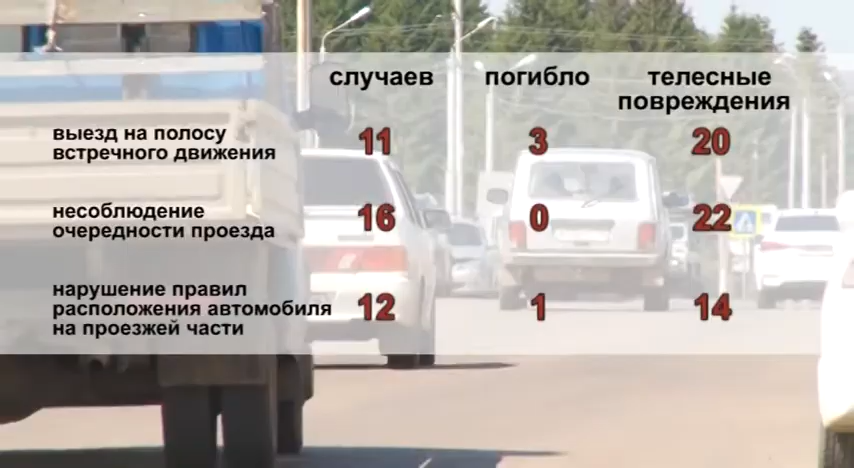 случаев погибло телесные
повреждения
выезд на полосу
встречного движения
11 3 20
несоблюдение
очередности проезда
16 0 22
нарушение правил
расположения автомобиля
на проезжей части
12 1 14